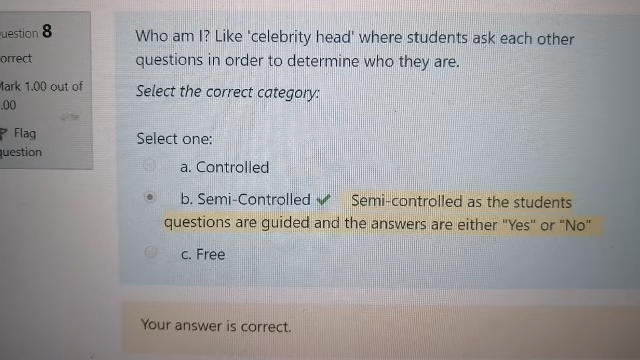 uestion 8
orrect
Mark 1.00 out of
.00
Flag
uestion
Who am I? Like 'celebrity head' where students ask each other
questions in order to determine who they are.
Select the correct category:
Select one:
a. Controlled
b. Semi-Controlled ✓ Semi-controlled as the students
questions are guided and the answers are either "Yes" or "No"
c. Free
Your answer is correct.